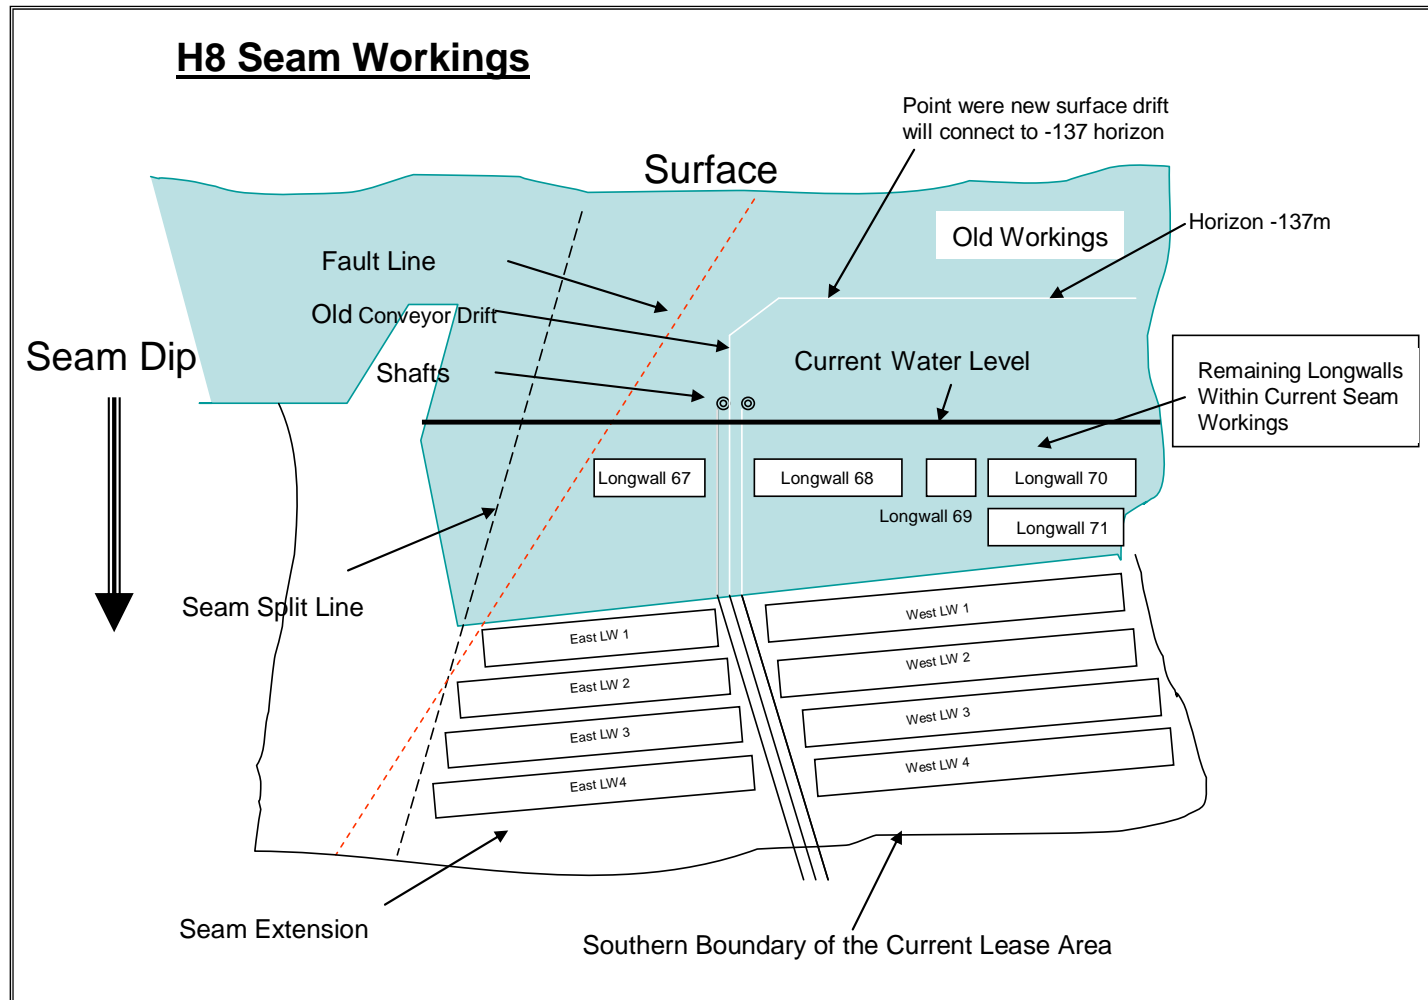 H8 Seam Workings
Point were new surface drift
will connect to -137 horizon
Surface
Old Workings
Horizon -137m
Fault Line
Old Conveyor Drift
Seam Dip
Shafts
Current Water Level
Remaining Longwalls
Within Current Seam
Workings
Longwall 67
Longwall 68
Longwall 70
Longwall 69
Longwall 71
Seam Split Line
East LW 1
West LW 1
East LW 2
West LW 2
East LW 3
West LW 3
East LW4
West LW 4
Seam Extension
Southern Boundary of the Current Lease Area